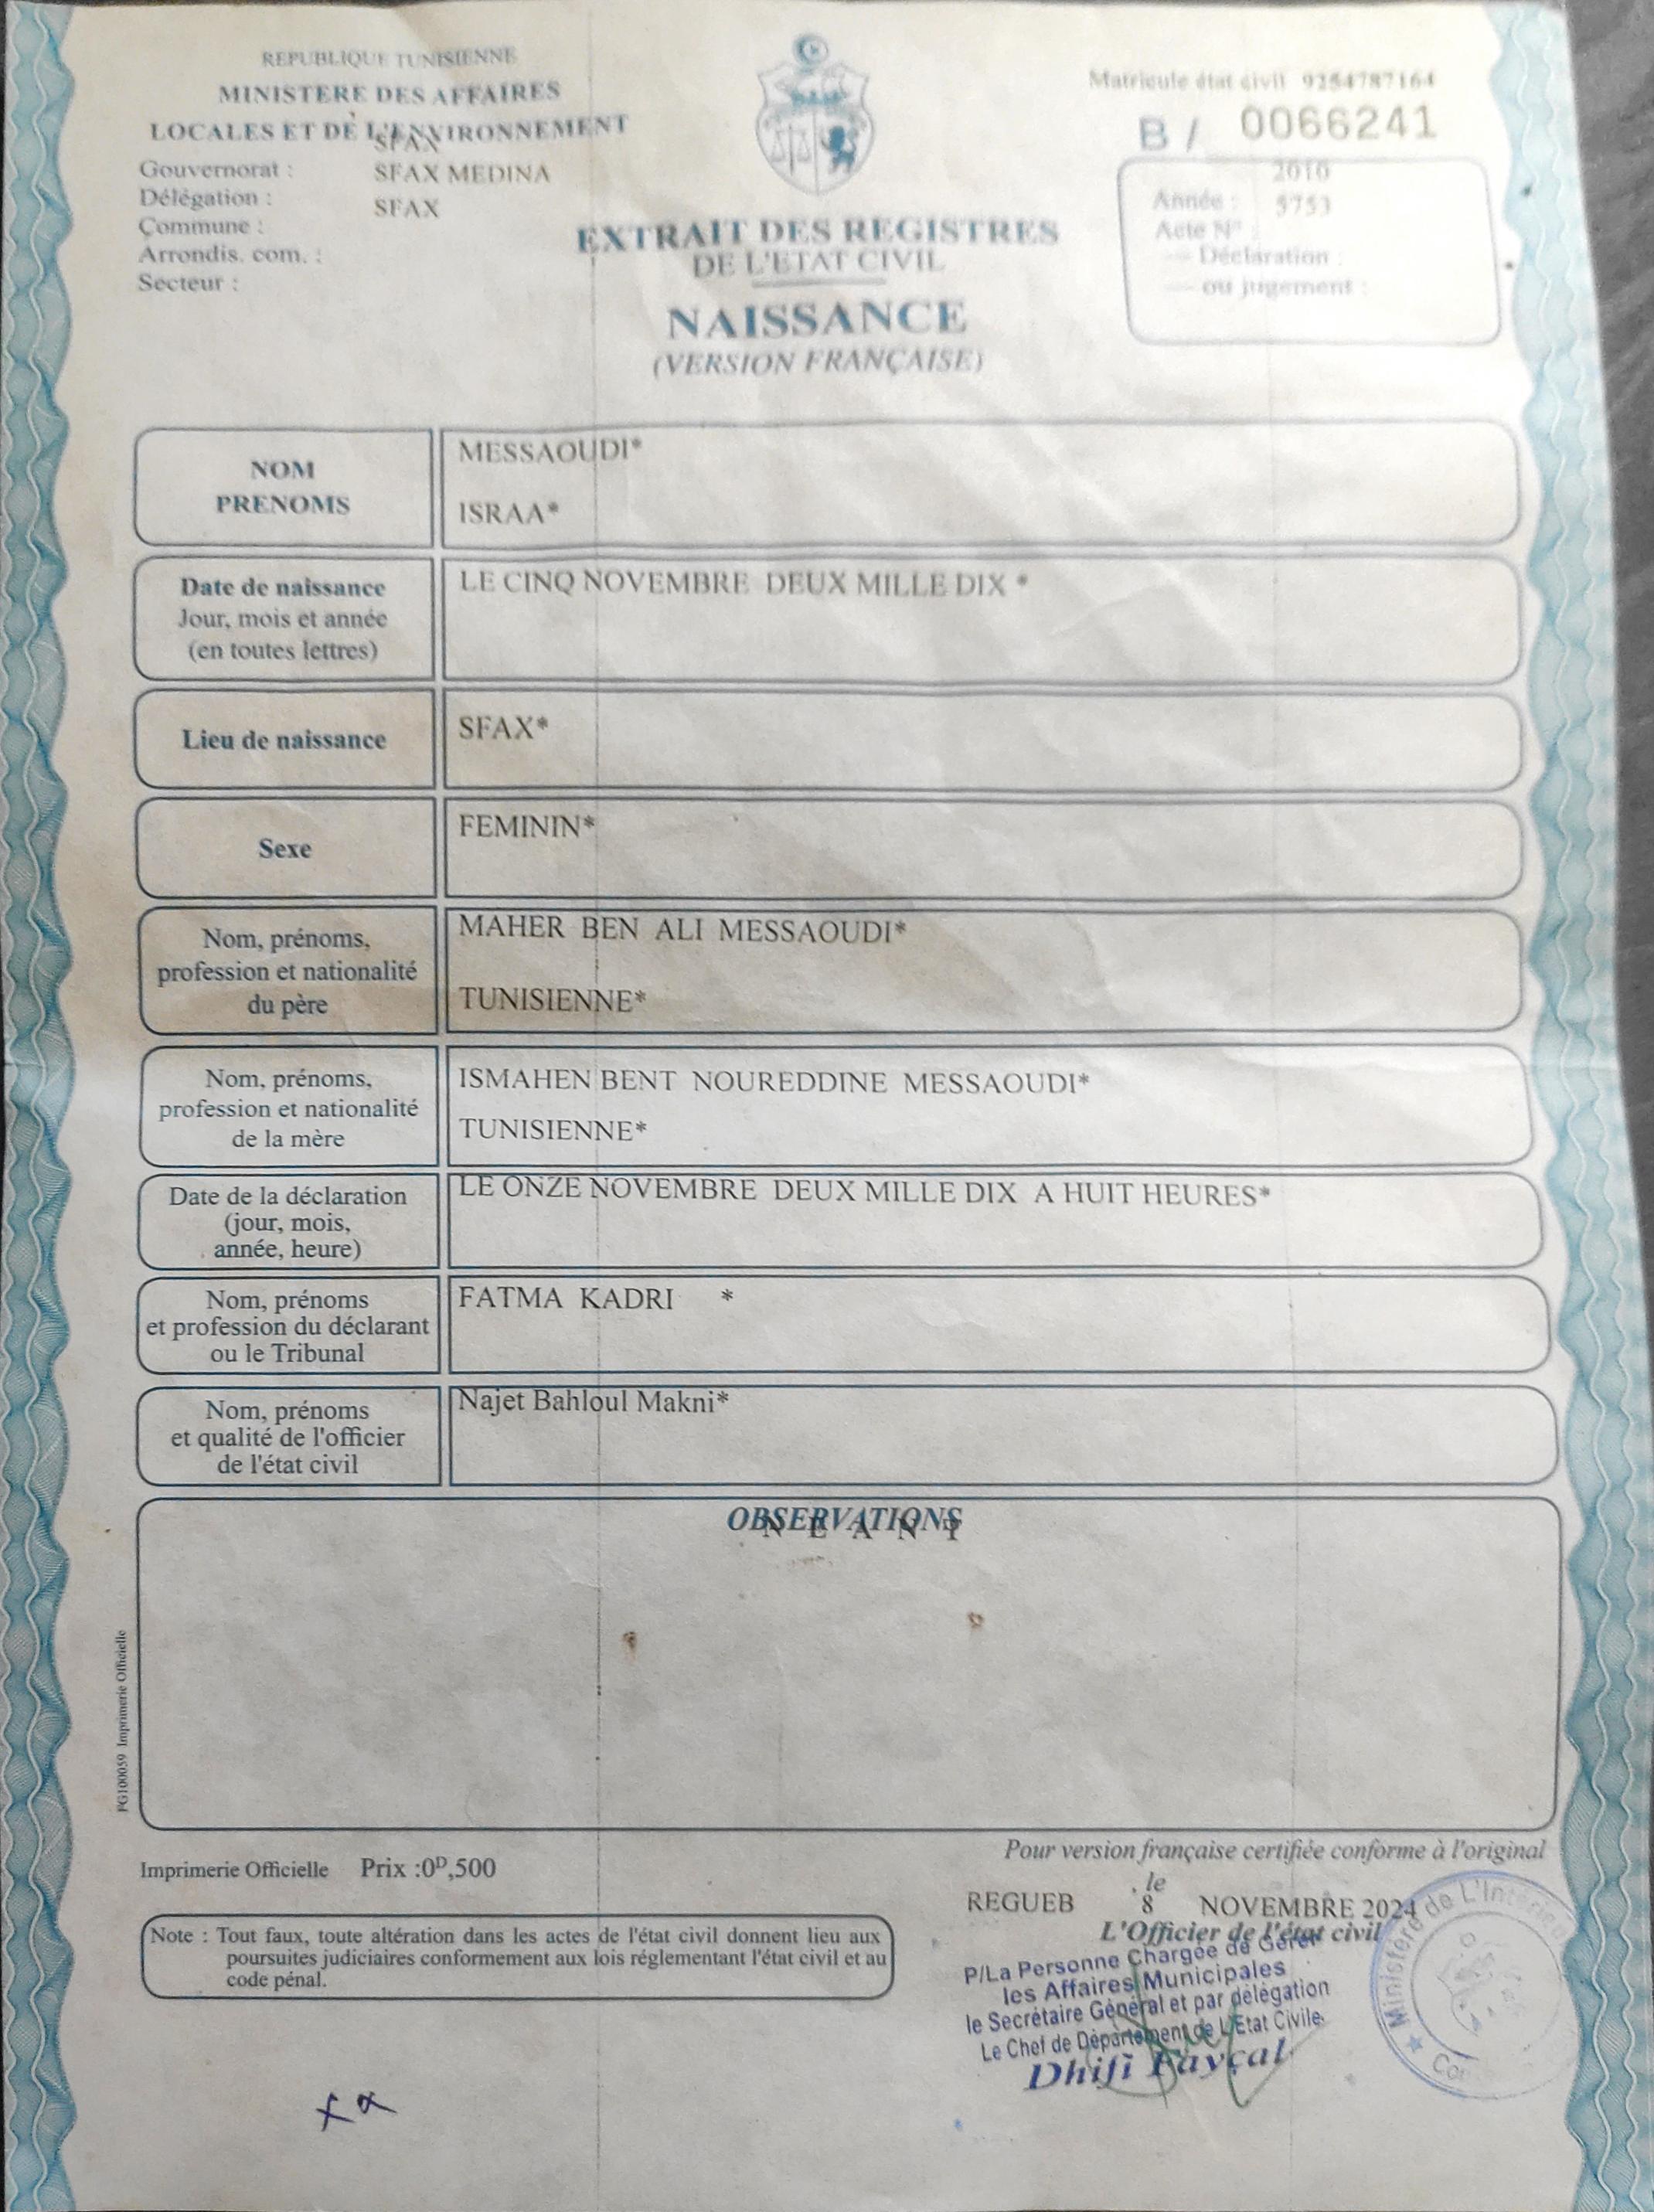 REPUBLIQUE TUNISIENNE
MINISTERE DES AFFAIRES
LOCALES ET DE L'ENVIRONNEMENT
SFAX
Gouvernorat :
SFAX MEDINA
Délégation :
SFAX
Commune :
Arrondis. com. :
Secteur :
Matricule état civil 9254787164
B / 0066241
2010
Année :
5753
Acte N° :
— Déclaration :
— ou jugement :
EXTRAIT DES REGISTRES
DE L'ETAT CIVIL
NAISSANCE
(VERSION FRANÇAISE)
NOM
PRENOMS
MESSAOUDI*
ISRAA*
Date de naissance
Jour, mois et année
(en toutes lettres)
LE CINQ NOVEMBRE DEUX MILLE DIX *
Lieu de naissance
SFAX*
Sexe
FEMININ*
Nom, prénoms,
profession et nationalité
du père
MAHER BEN ALI MESSAOUDI*
TUNISIENNE*
Nom, prénoms,
profession et nationalité
de la mère
ISMAHEN BENT NOUREDDINE MESSAOUDI*
TUNISIENNE*
Date de la déclaration
(jour, mois,
année, heure)
LE ONZE NOVEMBRE DEUX MILLE DIX A HUIT HEURES*
Nom, prénoms
et profession du déclarant
ou le Tribunal
FATMA KADRI *
Nom, prénoms
et qualité de l'officier
de l'état civil
Najet Bahloul Makni*
OBSERVATIONS
N E A N T
FG100059 Imprimerie Officielle
Imprimerie Officielle Prix :0D,500
Note : Tout faux, toute altération dans les actes de l'état civil donnent lieu aux
poursuites judiciaires conformement aux lois réglementant l'état civil et au
code pénal.
Pour version française certifiée conforme à l'original
le
REGUEB 8 NOVEMBRE 2024
L'Officier de l'état civil
P/La Personne Chargée de Gérer
les Affaires Municipales
le Secrétaire Général et par délégation
Le Chef de Département de L'Etat Civile
Dhifi Fayçal
Ministère de L'Intérieur